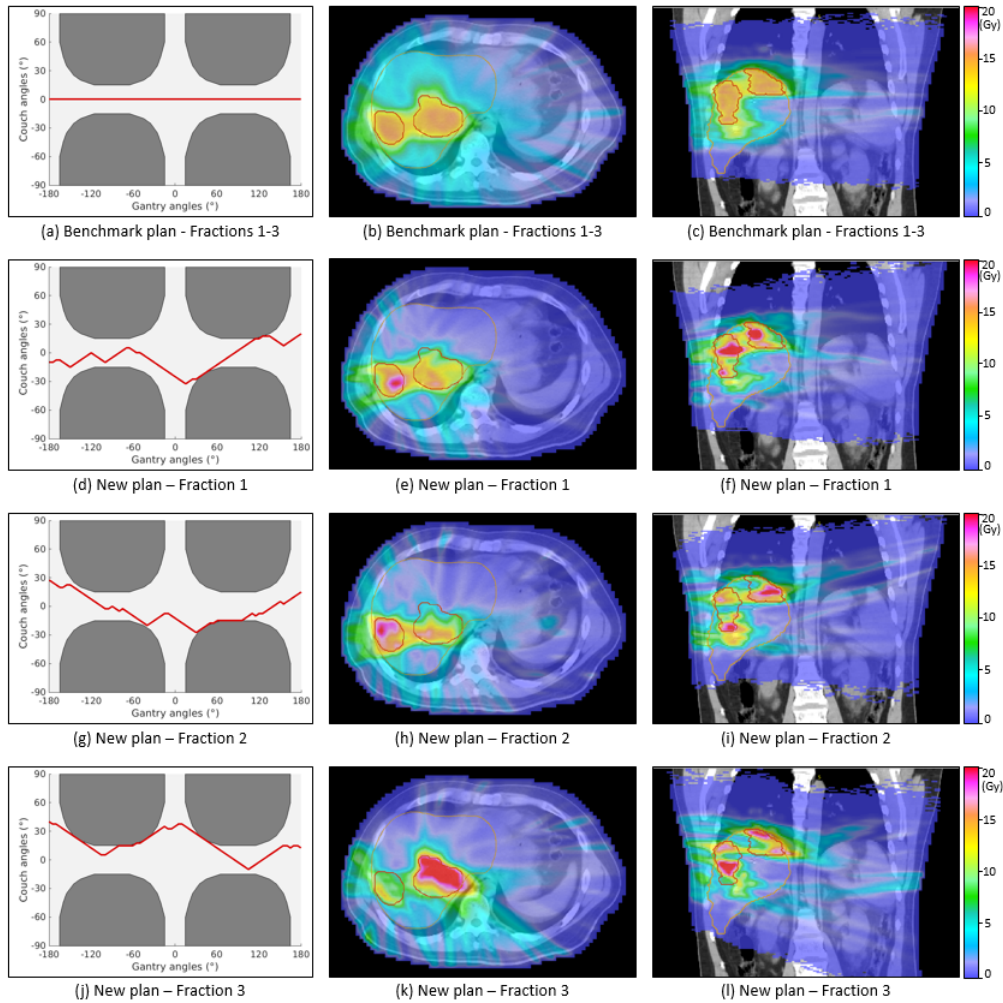 90
60
30
0
-30
-60
-90
Couch angles (°)
-180 -120 -60 0 60 120 180
Gantry angles (°)
20
(Gy)
15
10
5
0
(a) Benchmark plan - Fractions 1-3
(b) Benchmark plan - Fractions 1-3
(c) Benchmark plan - Fractions 1-3
90
60
30
0
-30
-60
-90
Couch angles (°)
-180 -120 -60 0 60 120 180
Gantry angles (°)
20
(Gy)
15
10
5
0
(d) New plan – Fraction 1
(e) New plan – Fraction 1
(f) New plan – Fraction 1
90
60
30
0
-30
-60
-90
Couch angles (°)
-180 -120 -60 0 60 120 180
Gantry angles (°)
20
(Gy)
15
10
5
0
(g) New plan – Fraction 2
(h) New plan – Fraction 2
(i) New plan – Fraction 2
90
60
30
0
-30
-60
-90
Couch angles (°)
-180 -120 -60 0 60 120 180
Gantry angles (°)
20
(Gy)
15
10
5
0
(j) New plan – Fraction 3
(k) New plan – Fraction 3
(l) New plan – Fraction 3